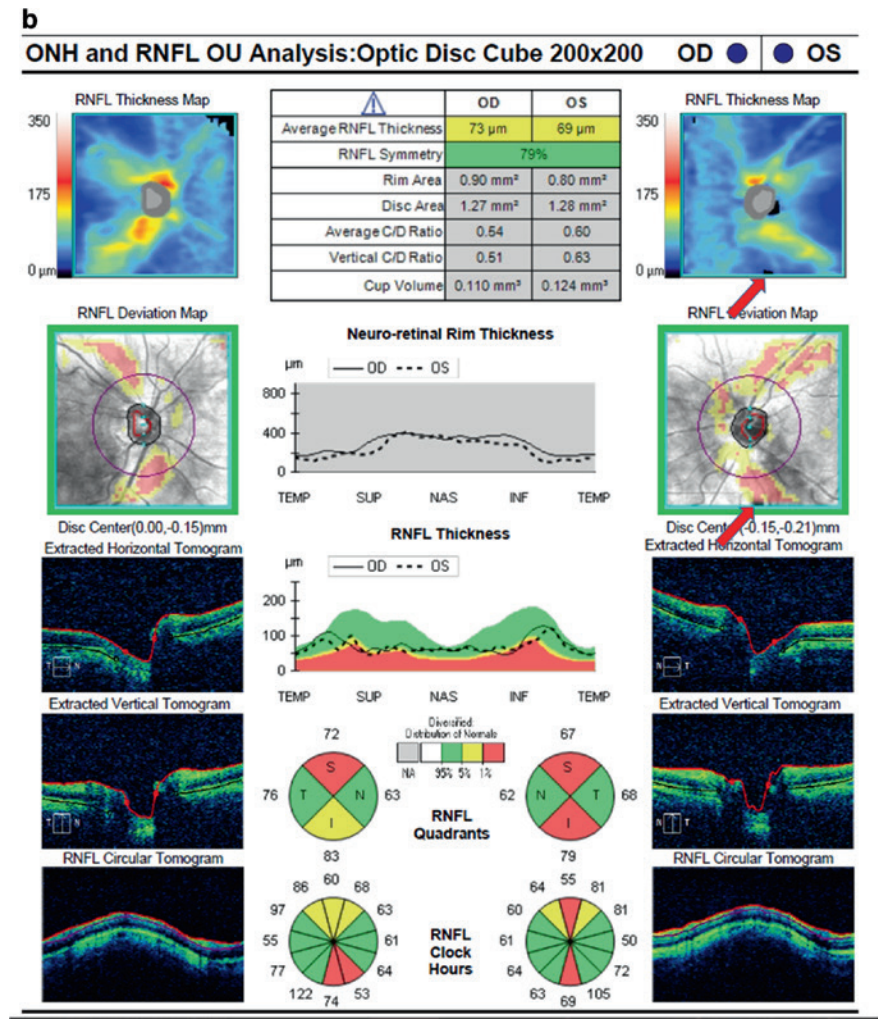 b
ONH and RNFL OU Analysis:Optic Disc Cube 200x200 OD OS
RNFL Thickness Map
350
175
0 µm
OD OS
Average RNFL Thickness 73 µm 69 µm
RNFL Symmetry 79%
Rim Area 0.90 mm² 0.80 mm²
Disc Area 1.27 mm² 1.28 mm²
Average C/D Ratio 0.54 0.60
Vertical C/D Ratio 0.51 0.63
Cup Volume 0.110 mm³ 0.124 mm³
RNFL Thickness Map
350
175
0 µm
RNFL Deviation Map
Disc Center(0.00,-0.15)mm
Neuro-retinal Rim Thickness
µm
OD OS
800
400
0
TEMP SUP NAS INF TEMP
RNFL Deviation Map
Disc Center(-0.15,-0.21)mm
Extracted Horizontal Tomogram
T N
RNFL Thickness
µm
OD OS
200
100
0
TEMP SUP NAS INF TEMP
Extracted Horizontal Tomogram
N T
Extracted Vertical Tomogram
T N
Diversified:
Distribution of Normals
NA 95% 5% 1%
72
S
76 T N 63
I
83
RNFL
Quadrants
67
S
62 N T 68
I
79
Extracted Vertical Tomogram
N T
RNFL Circular Tomogram
60
86 68
97 63
55 61
77 64
122 53
74
RNFL
Clock
Hours
55
64 81
60 81
61 50
64 72
63 105
69
RNFL Circular Tomogram